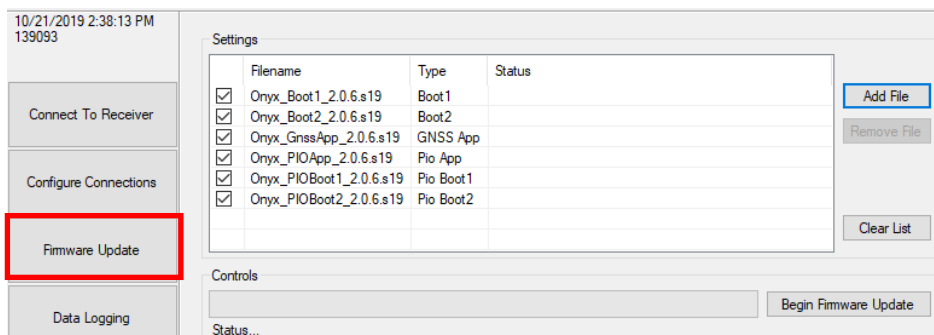 10/21/2019 2:38:13 PM
139093
Connect To Receiver
Configure Connections
Firmware Update
Data Logging
Settings
Filename Type Status
Onyx_Boot1_2.0.6.s19 Boot1
Onyx_Boot2_2.0.6.s19 Boot2
Onyx_GnssApp_2.0.6.s19 GNSS App
Onyx_PIOApp_2.0.6.s19 Pio App
Onyx_PIOBoot1_2.0.6.s19 Pio Boot1
Onyx_PIOBoot2_2.0.6.s19 Pio Boot2
Add File
Remove File
Clear List
Controls
Begin Firmware Update
Status...